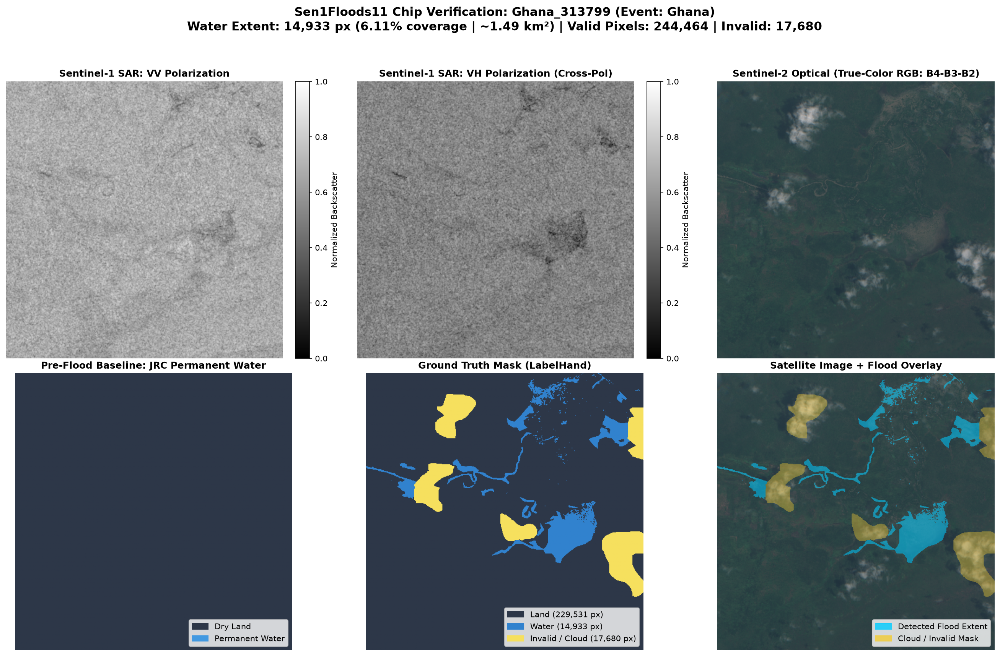 Sen1Floods11 Chip Verification: Ghana_313799 (Event: Ghana)
Water Extent: 14,933 px (6.11% coverage | ~1.49 km²) | Valid Pixels: 244,464 | Invalid: 17,680
Sentinel-1 SAR: VV Polarization
1.0
0.8
0.6
0.4
0.2
0.0
Normalized Backscatter
Sentinel-1 SAR: VH Polarization (Cross-Pol)
1.0
0.8
0.6
0.4
0.2
0.0
Normalized Backscatter
Sentinel-2 Optical (True-Color RGB: B4-B3-B2)
Pre-Flood Baseline: JRC Permanent Water
Dry Land
Permanent Water
Ground Truth Mask (LabelHand)
Land (229,531 px)
Water (14,933 px)
Invalid / Cloud (17,680 px)
Satellite Image + Flood Overlay
Detected Flood Extent
Cloud / Invalid Mask